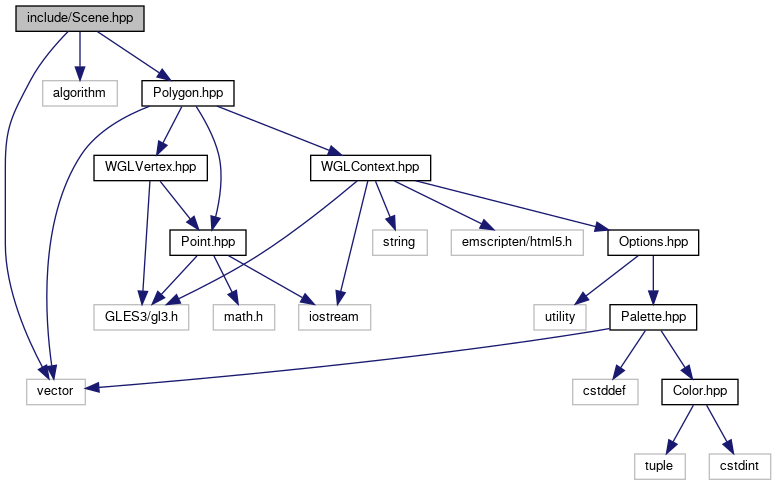 include/Scene.hpp
algorithm
Polygon.hpp
WGLVertex.hpp
WGLContext.hpp
Point.hpp
string
emscripten/html5.h
Options.hpp
GLES3/gl3.h
math.h
iostream
utility
Palette.hpp
vector
cstddef
Color.hpp
tuple
cstdint